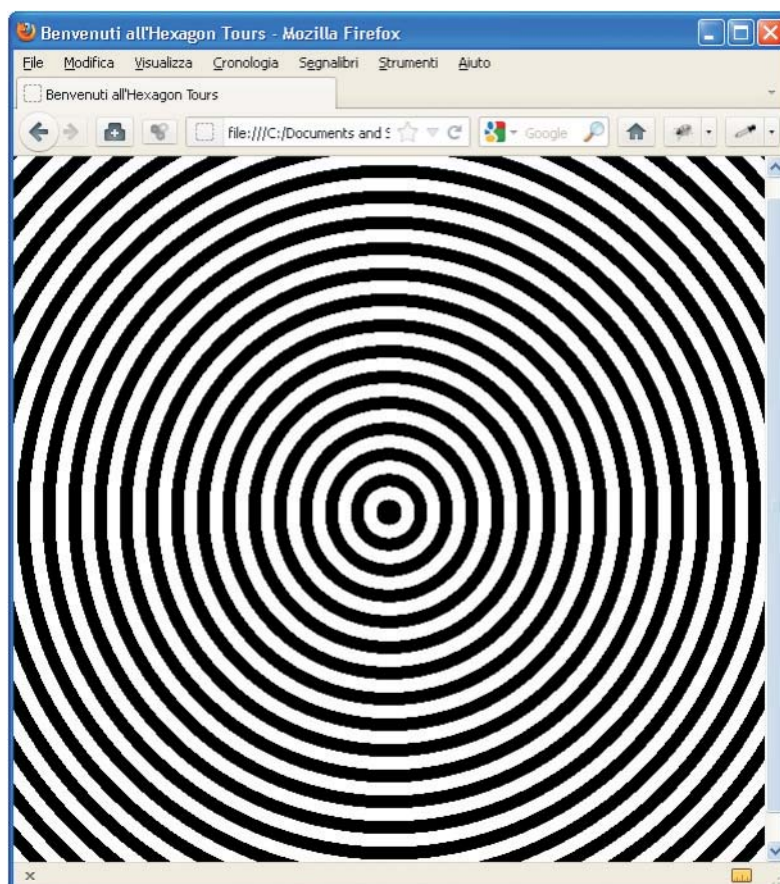 Benvenuti all'Hexagon Tours - Mozilla Firefox
File Modifica Visualizza Cronologia Segnalibri Strumenti Aiuto
Benvenuti all'Hexagon Tours
file:///C:/Documents and S Google